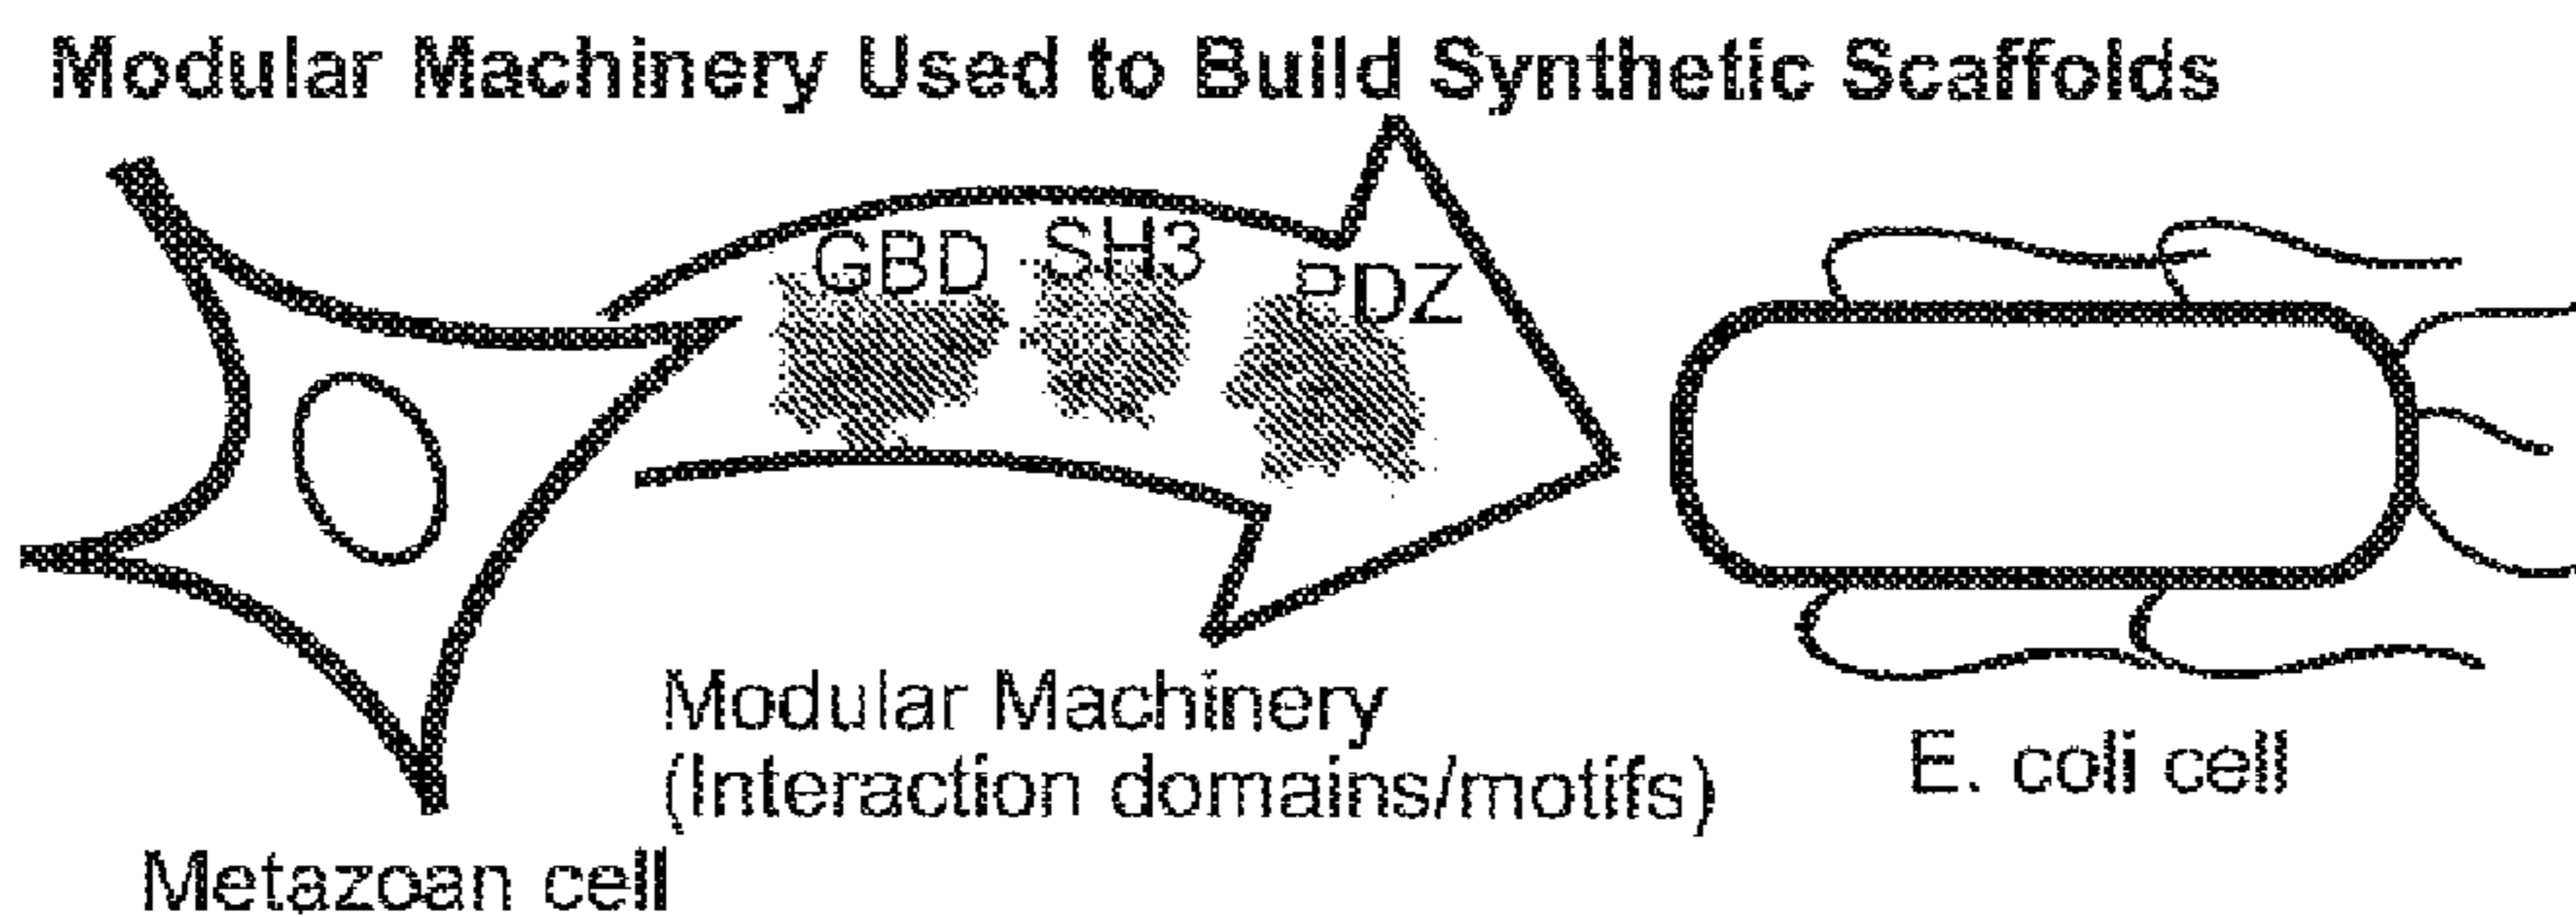 Modular Machinery Used to Build Synthetic Scaffolds
GBD
SH3
PDZ
Modular Machinery
(Interaction domains/motifs)
E. coli cell
Metazoan cell